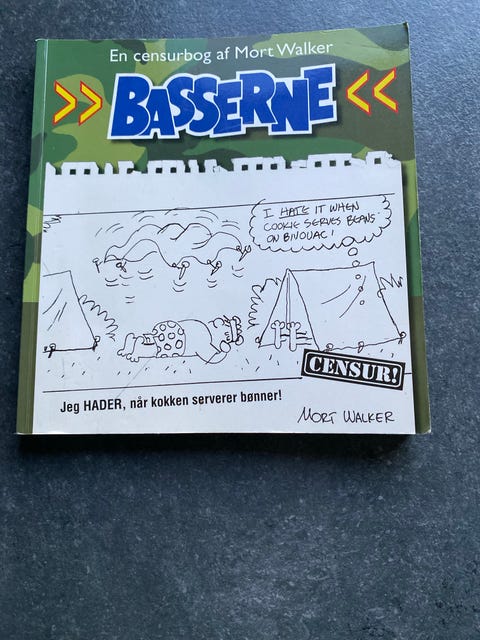 En censurbog af Mort Walker
BASSERNE
I HATE IT WHEN
COOKIE SERVES BEANS
ON BIVOUAC!
CENSUR!
Jeg HADER, når kokken serverer bønner!
MORT WALKER